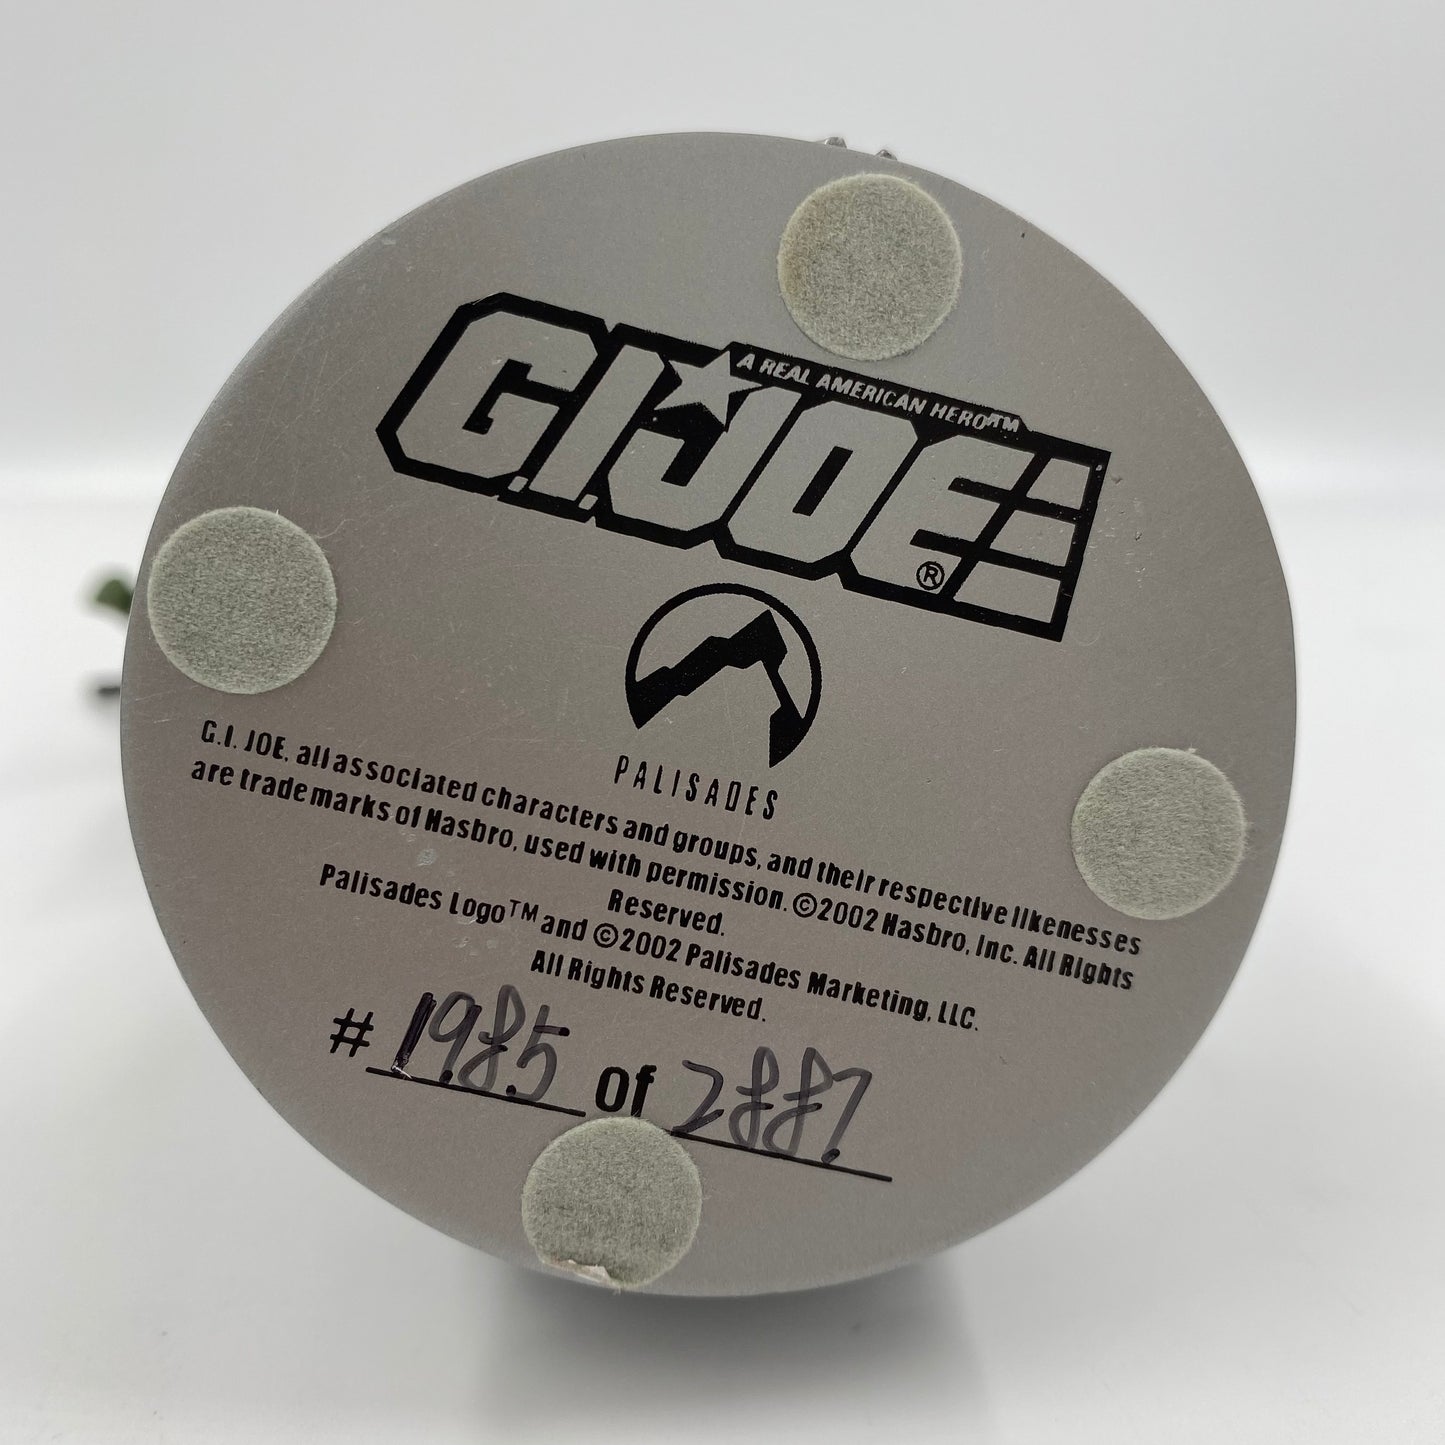 A REAL AMERICAN HERO™
G.I.JOE®
PALISADES
G.I. JOE, all associated characters and groups, and their respective likenesses
are trademarks of Hasbro, used with permission. ©2002 Hasbro, Inc. All Rights
Reserved.
Palisades Logo™ and ©2002 Palisades Marketing, LLC.
All Rights Reserved.
# 1985 of 2887